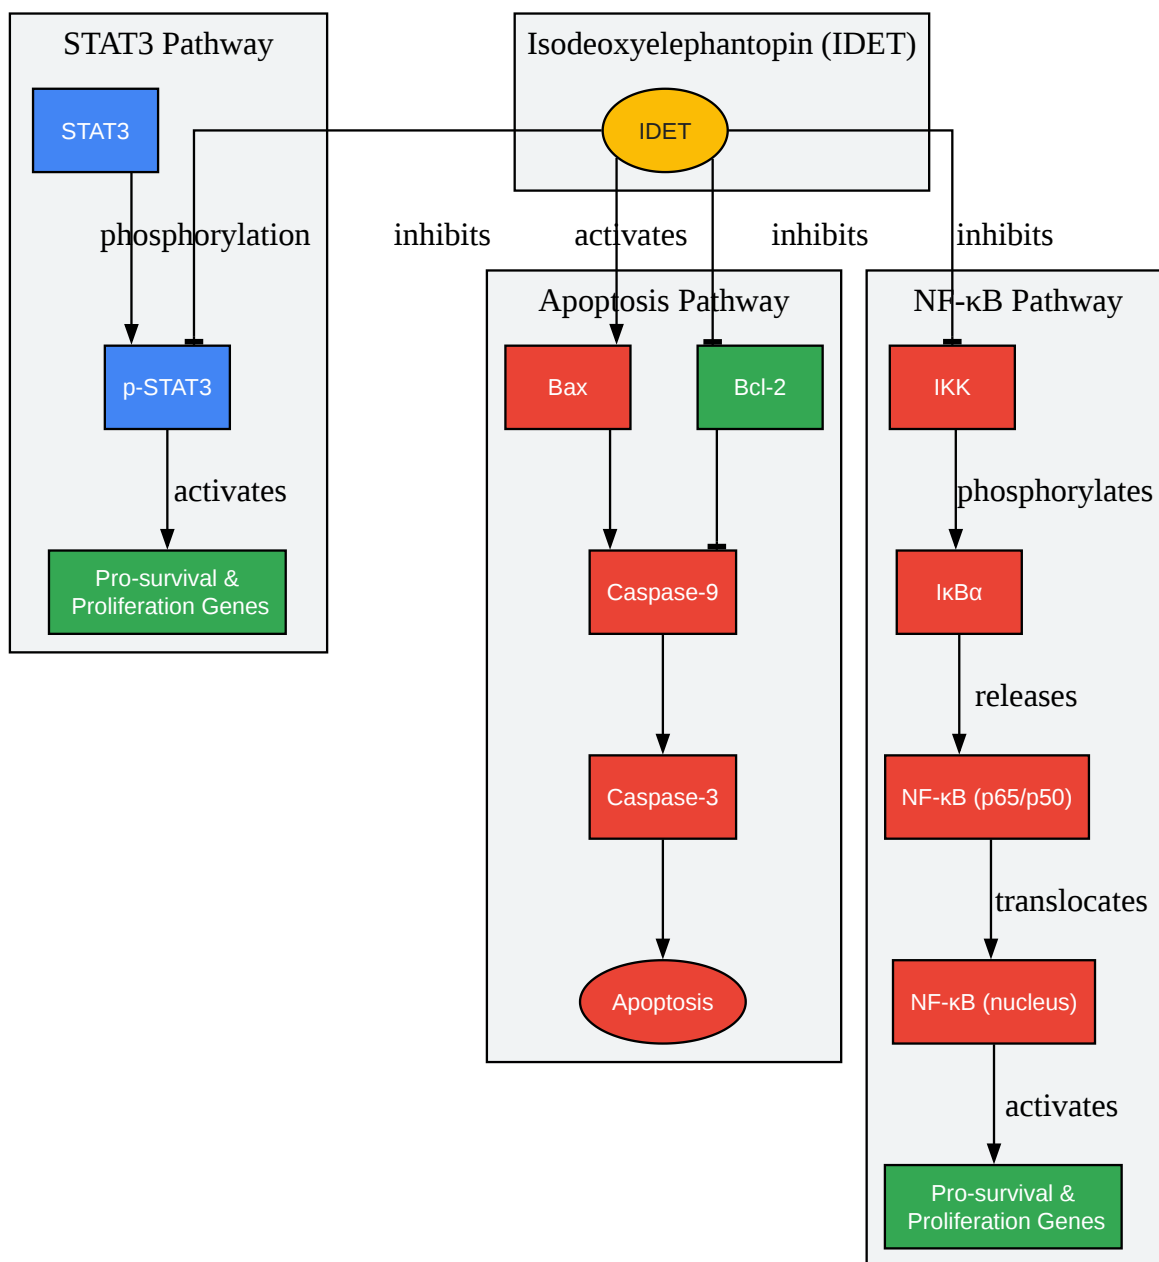 STAT3 Pathway
Isodeoxyelephantopin (IDET)
STAT3
IDET
phosphorylation
inhibits
activates
inhibits
inhibits
Apoptosis Pathway
NF-κB Pathway
p-STAT3
Bax
Bcl-2
IKK
activates
phosphorylates
Pro-survival &
Proliferation Genes
Caspase-9
IκBα
releases
Caspase-3
NF-κB (p65/p50)
translocates
Apoptosis
NF-κB (nucleus)
activates
Pro-survival &
Proliferation Genes